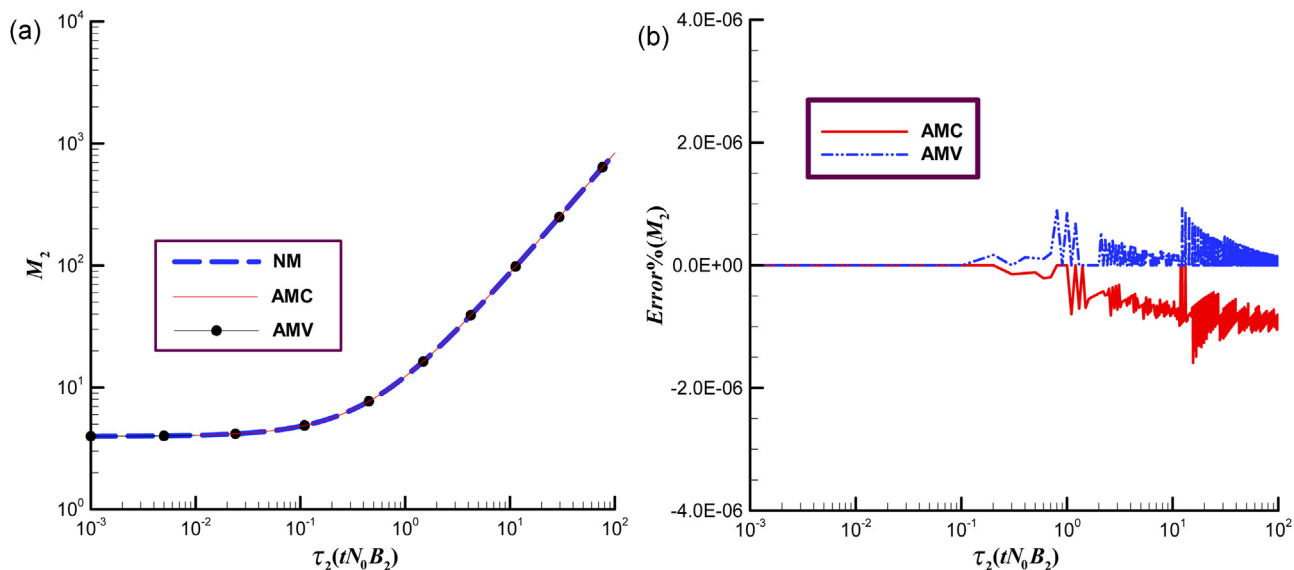 (a)
10^4
10^3
10^2
10^1
10^0
M_2
NM
AMC
AMV
10^-3
10^-2
10^-1
10^0
10^1
10^2
τ_2(tN_0B_2)
(b)
4.0E-06
2.0E-06
0.0E+00
-2.0E-06
-4.0E-06
Error%(M_2)
AMC
AMV
10^-3
10^-2
10^-1
10^0
10^1
10^2
τ_2(tN_0B_2)